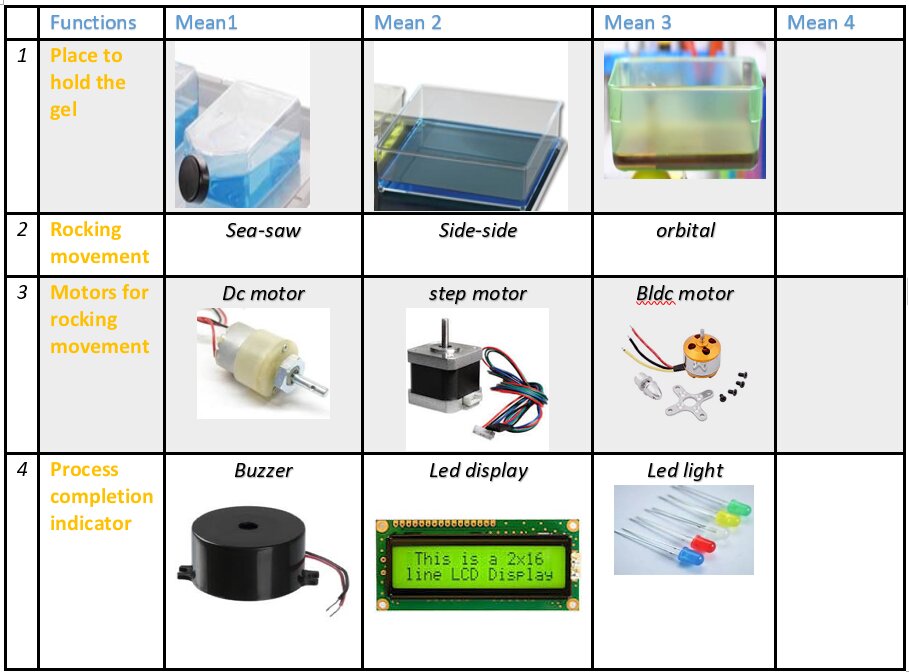 Functions Mean1 Mean 2 Mean 3 Mean 4
1 Place to
hold the
gel
2 Rocking
movement
Sea-saw Side-side orbital
3 Motors for
rocking
movement
Dc motor step motor Bldc motor
4 Process
completion
indicator
Buzzer Led display Led light
This is a 2x16
line LCD Display